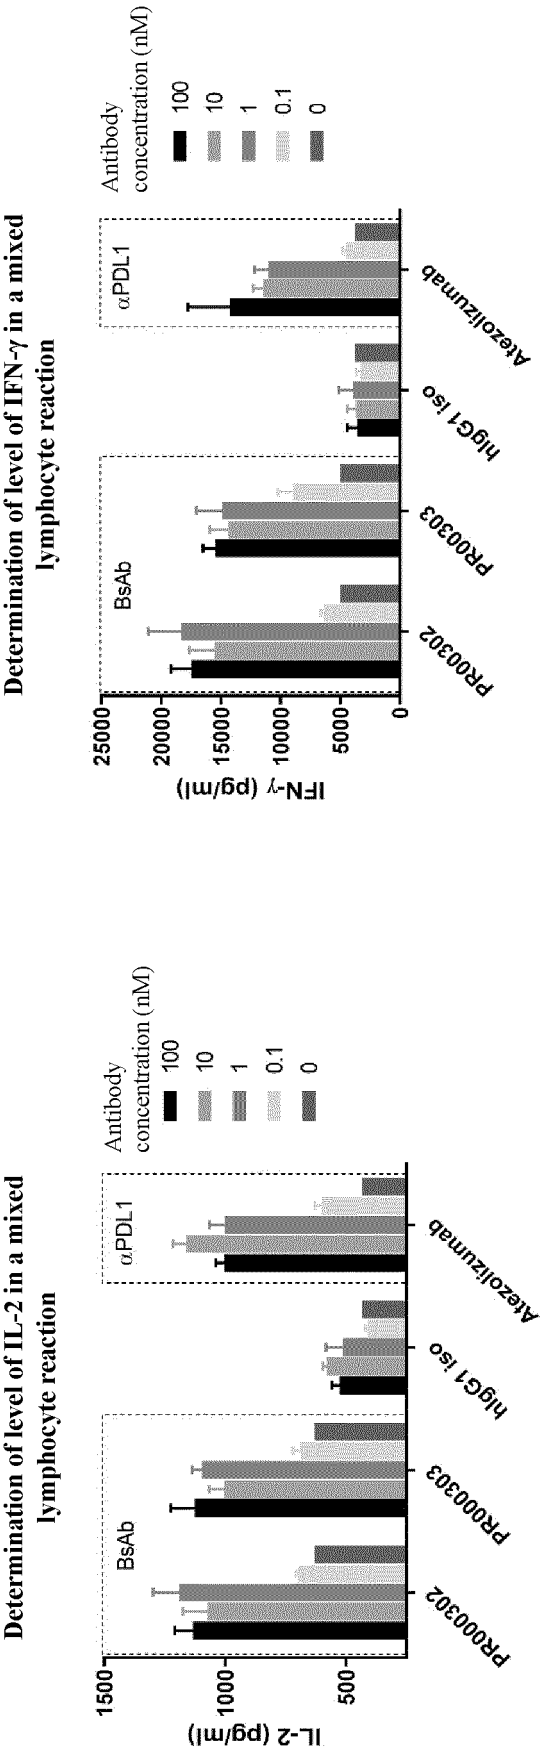 Determination of level of IL-2 in a mixed
lymphocyte reaction
IL-2 (pg/ml)
1500
1000
500
BsAb
αPDL1
PR000302
PR000303
hIgG1 iso
Atezolizumab
Antibody
concentration (nM)
100
10
1
0.1
0
Determination of level of IFN-γ in a mixed
lymphocyte reaction
IFN-γ (pg/ml)
25000
20000
15000
10000
5000
0
BsAb
αPDL1
PR00302
PR00303
hIgG1 iso
Atezolizumab
Antibody
concentration (nM)
100
10
1
0.1
0